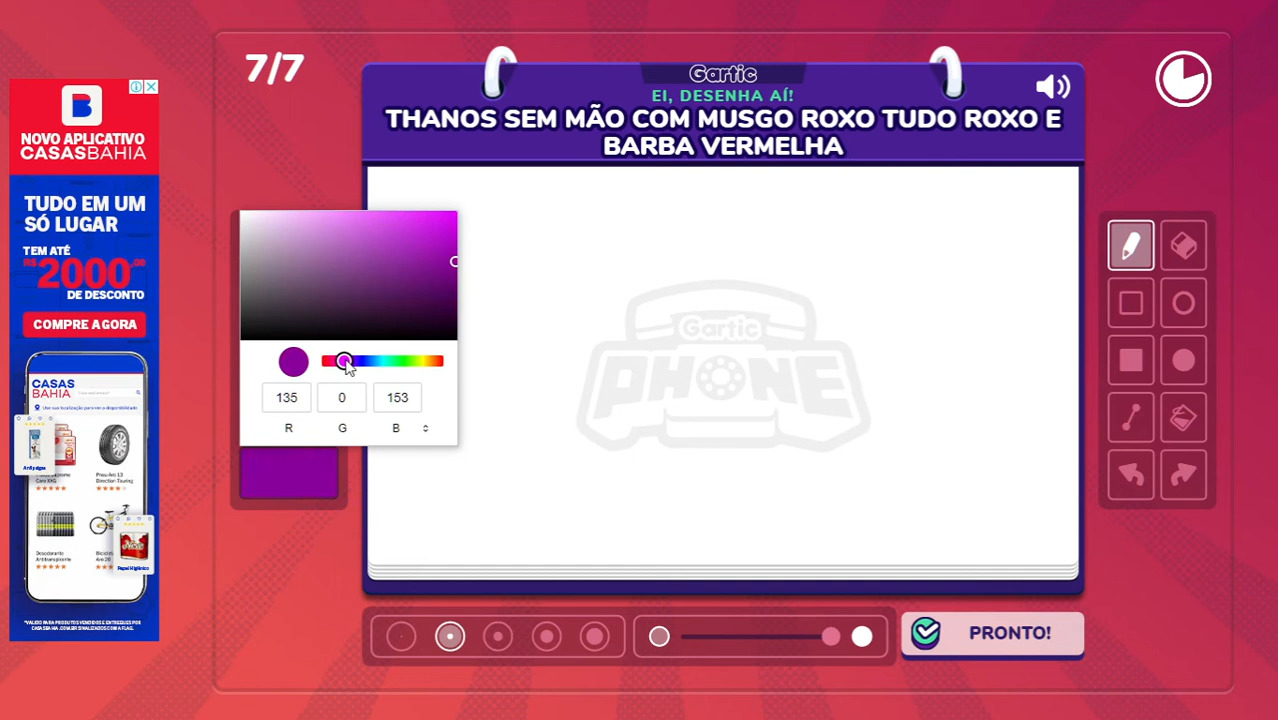 7/7
Gartic
EI, DESENHA AÍ!
THANOS SEM MÃO COM MUSGO ROXO TUDO ROXO E
BARBA VERMELHA
NOVO APLICATIVO
CASASBAHIA
TUDO EM UM
SÓ LUGAR
TEM ATÉ
R$ 2000,00
DE DESCONTO
COMPRE AGORA
CASAS
BAHIA
Gartic
PHONE
135 0 153
R G B
PRONTO!